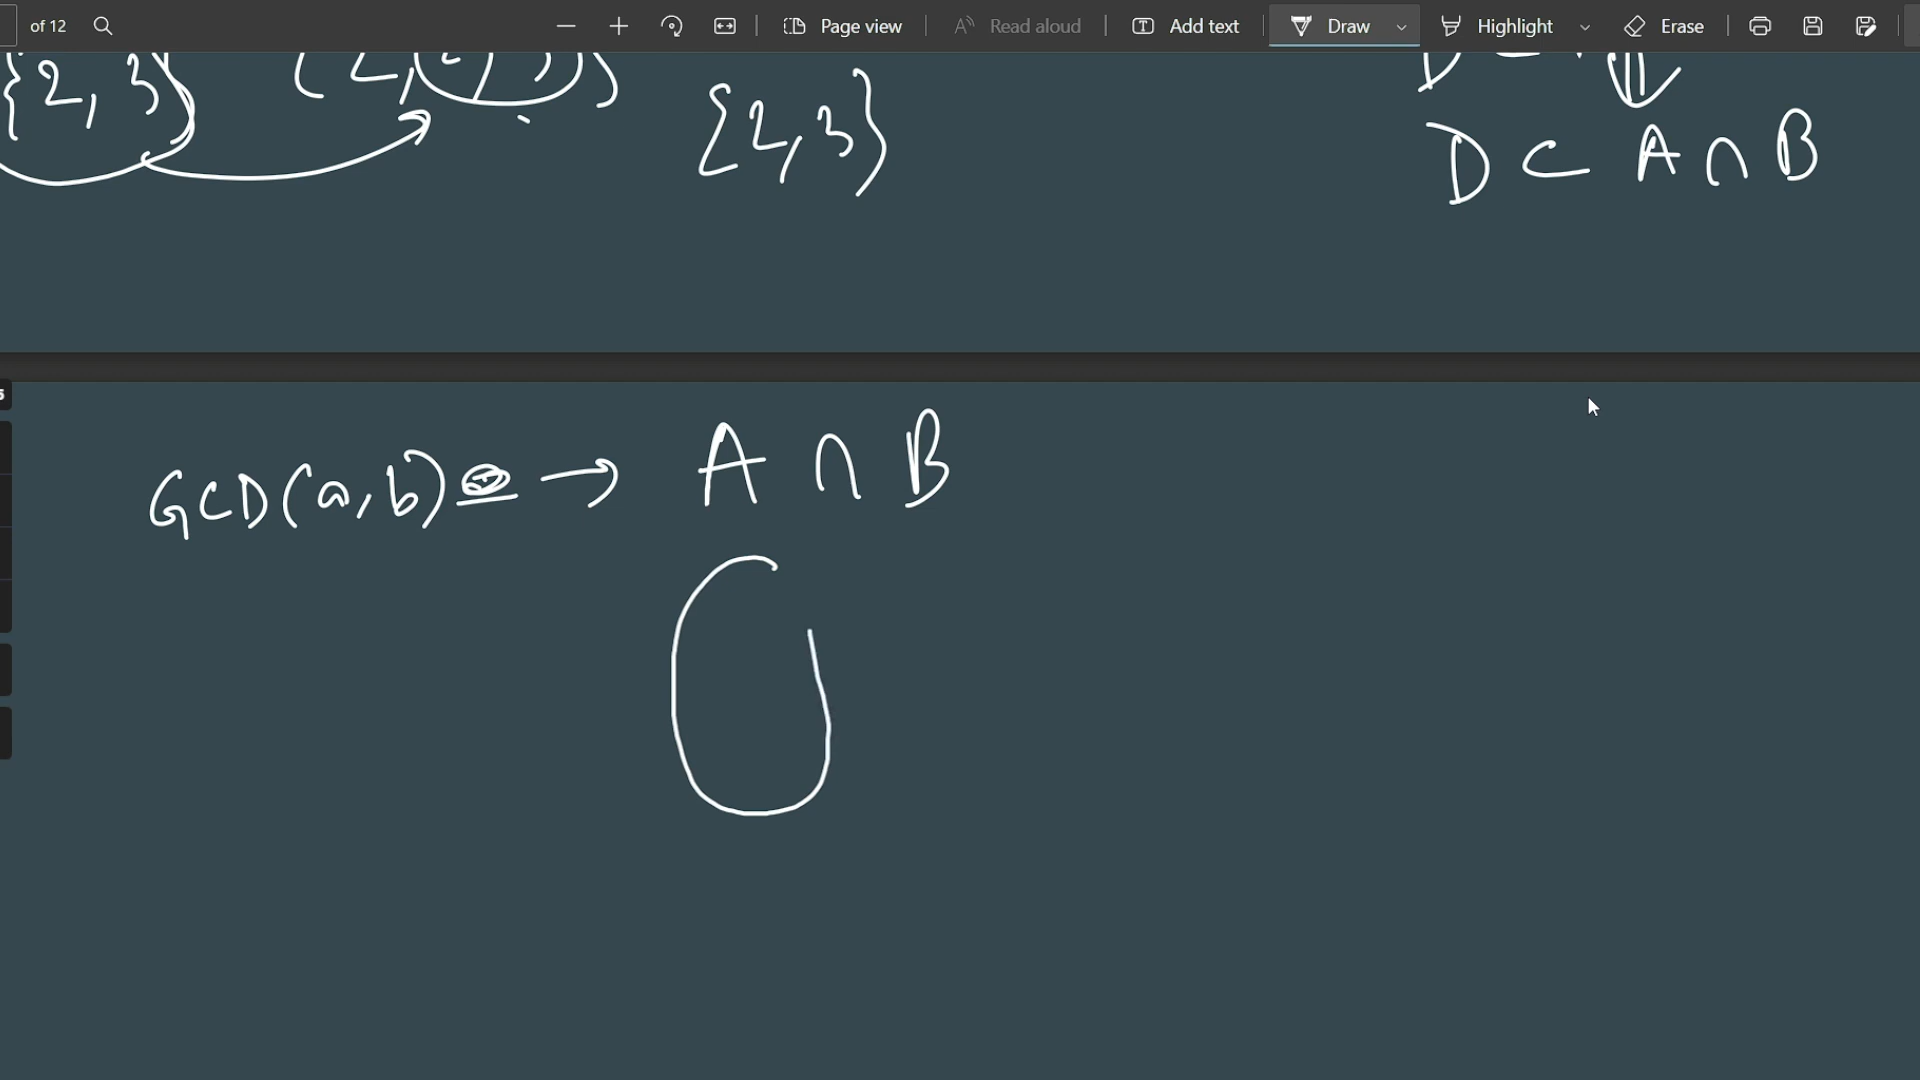 of 12 Page view Read aloud Add text Draw Highlight Erase
{2, 3} {2,3}
D ⊂ A ∩ B
GCD(a,b) → A ∩ B